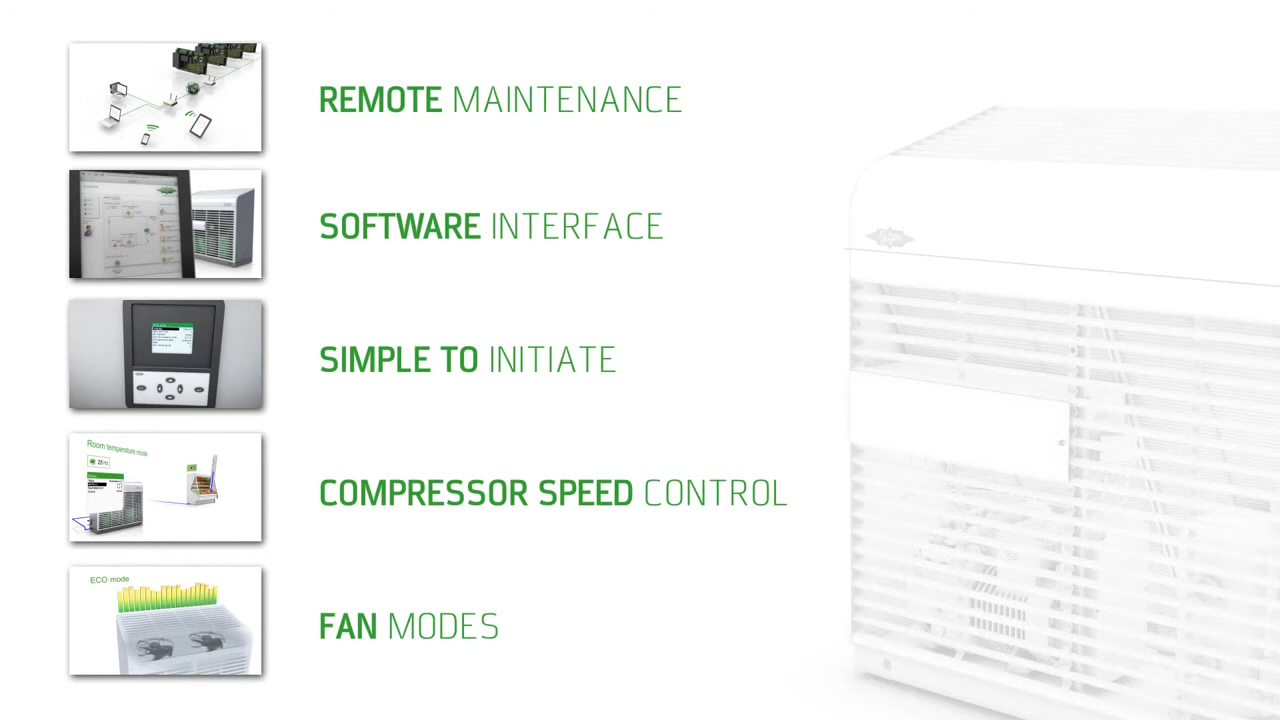 REMOTE MAINTENANCE
SOFTWARE INTERFACE
SIMPLE TO INITIATE
Room temperature mode
COMPRESSOR SPEED CONTROL
ECO mode
FAN MODES